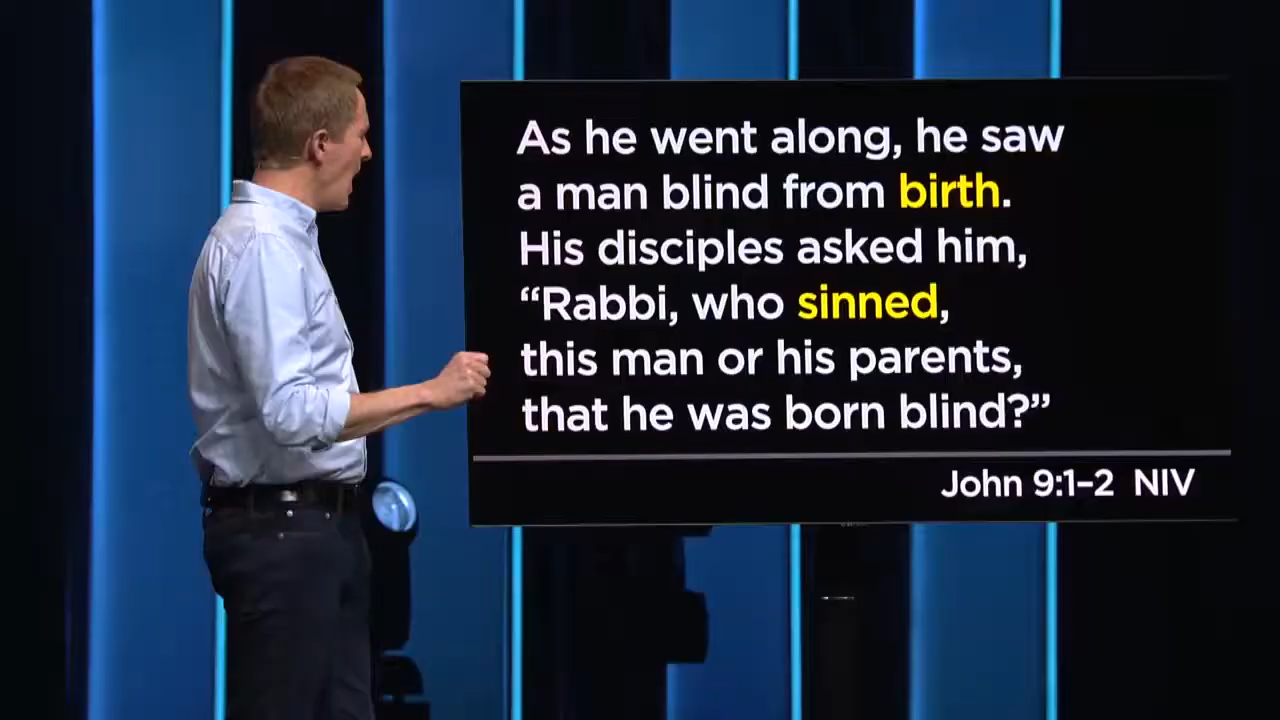 As he went along, he saw
a man blind from birth.
His disciples asked him,
“Rabbi, who sinned,
this man or his parents,
that he was born blind?”
John 9:1–2 NIV